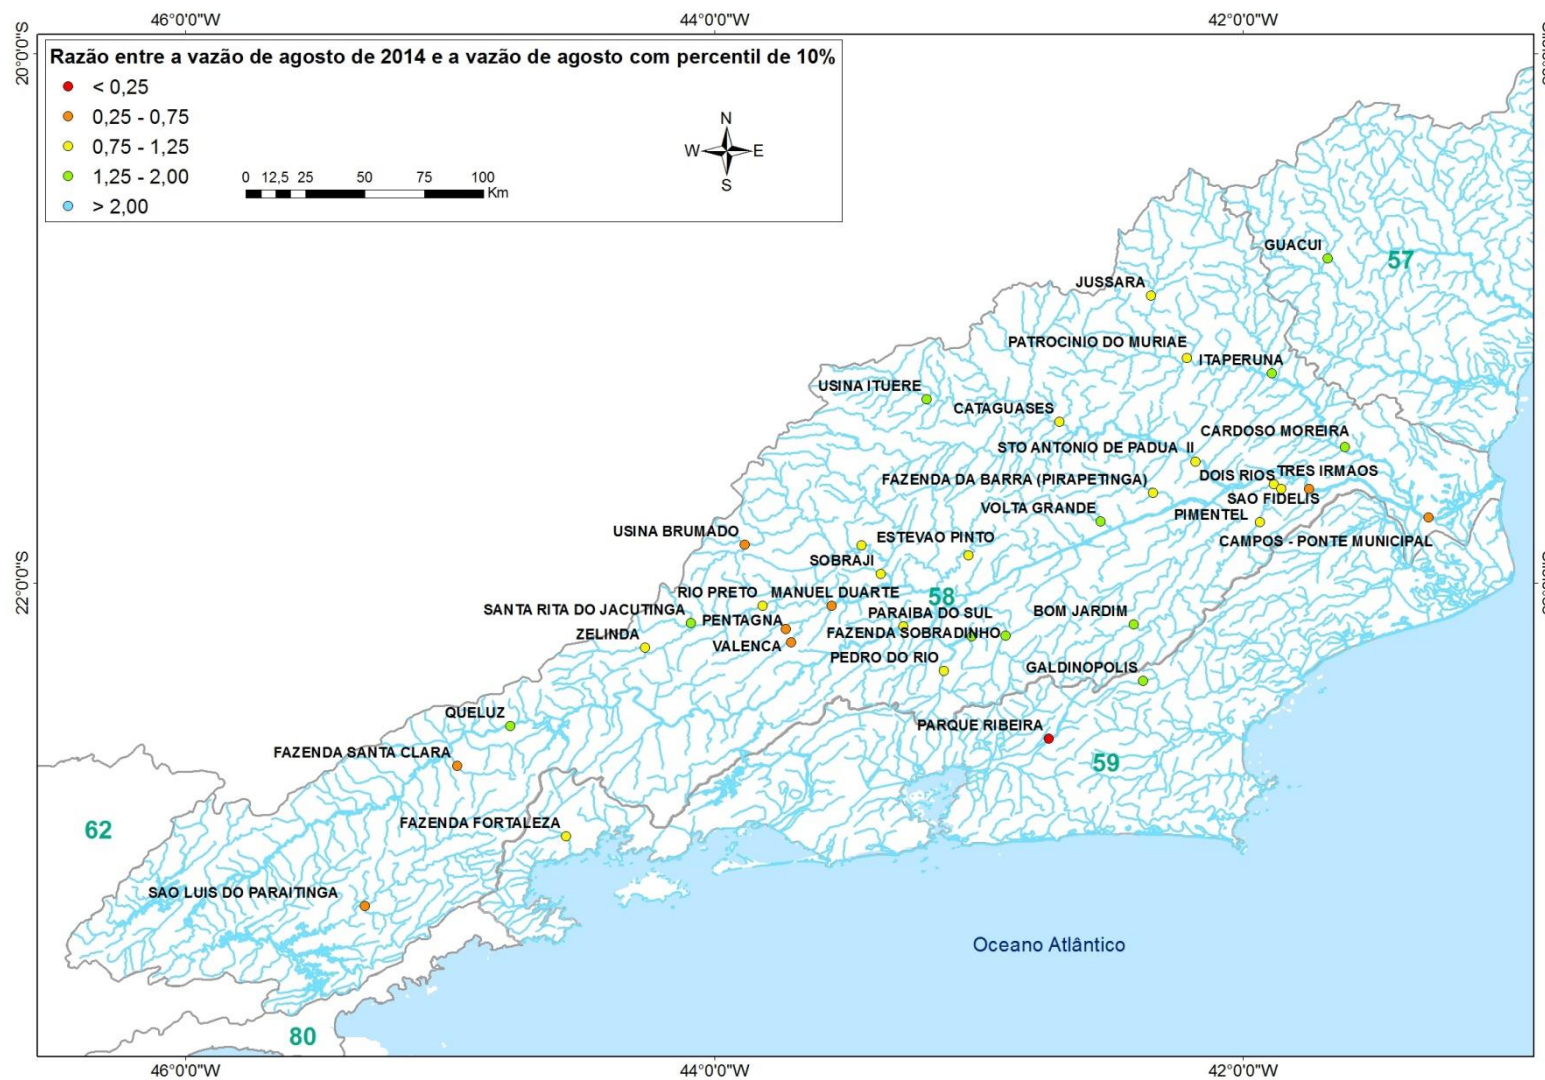 46°0'0"W
44°0'0"W
42°0'0"W
20°0'0"S
Razão entre a vazão de agosto de 2014 e a vazão de agosto com percentil de 10%
< 0,25
0,25 - 0,75
0,75 - 1,25
1,25 - 2,00
> 2,00
0 12,5 25 50 75 100
Km
N
W E
S
GUACUI
57
JUSSARA
PATROCINIO DO MURIAE
ITAPERUNA
USINA ITUERE
CATAGUASES
CARDOSO MOREIRA
STO ANTONIO DE PADUA II
DOIS RIOS
TRES IRMAOS
FAZENDA DA BARRA (PIRAPETINGA)
SAO FIDELIS
VOLTA GRANDE
PIMENTEL
USINA BRUMADO
ESTEVAO PINTO
CAMPOS - PONTE MUNICIPAL
SOBRAJI
22°0'0"S
RIO PRETO
MANUEL DUARTE
58
SANTA RITA DO JACUTINGA
PENTAGNA
PARAIBA DO SUL
BOM JARDIM
ZELINDA
VALENCA
FAZENDA SOBRADINHO
PEDRO DO RIO
GALDINOPOLIS
QUELUZ
PARQUE RIBEIRA
FAZENDA SANTA CLARA
59
62
FAZENDA FORTALEZA
SAO LUIS DO PARAITINGA
Oceano Atlântico
80
46°0'0"W
44°0'0"W
42°0'0"W